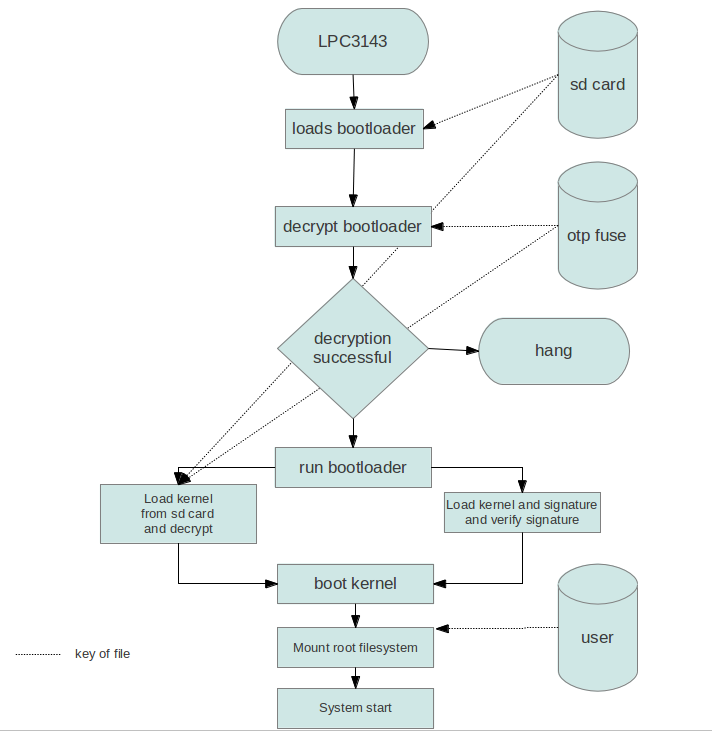 LPC3143
sd card
loads bootloader
decrypt bootloader
otp fuse
decryption
successful
hang
run bootloader
Load kernel
from sd card
and decrypt
Load kernel and signature
and verify signature
boot kernel
user
Mount root filesystem
key of file
System start